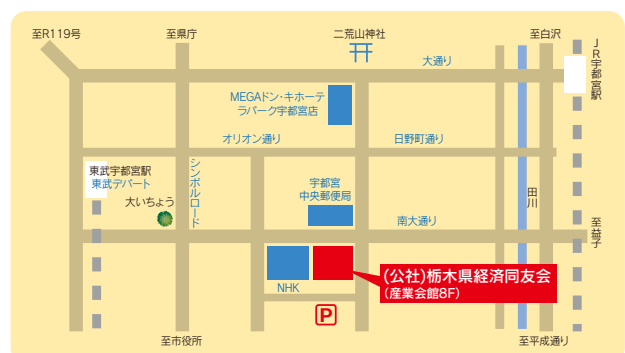 至R119号
至県庁
二荒山神社
至白沢
JR宇都宮駅
大通り
MEGAドン・キホーテ
ラパーク宇都宮店
オリオン通り
日野町通り
東武宇都宮駅
東武デパート
シンボルロード
大いちょう
宇都宮
中央郵便局
田川
南大通り
至益子
(公社)栃木県経済同友会
(産業会館8F)
NHK
P
至市役所
至平成通り